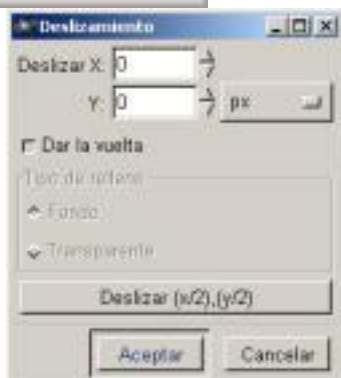 Deslizamiento
Deslizar X: 0
Y: 0 px
Dar la vuelta
Tipo de relleno
Fondo
Transparente
Deslizar (x/2),(y/2)
Aceptar Cancelar